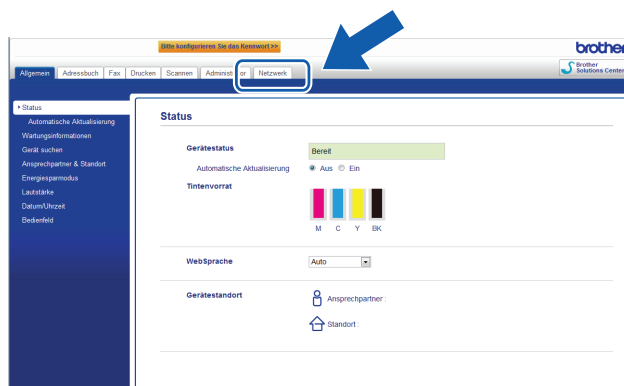 Bitte konfigurieren Sie das Kennwort >>
brother
Allgemein Adressbuch Fax Drucken Scannen Administrator Netzwerk
Brother
Solutions Center
Status
Automatische Aktualisierung
Wartungsinformationen
Gerät suchen
Ansprechpartner & Standort
Energiesparmodus
Lautstärke
Datum/Uhrzeit
Bedienfeld
Status
Gerätestatus Bereit
Automatische Aktualisierung Aus Ein
Tintenvorrat
M C Y BK
WebSprache Auto
Gerätestandort Ansprechpartner :
Standort :